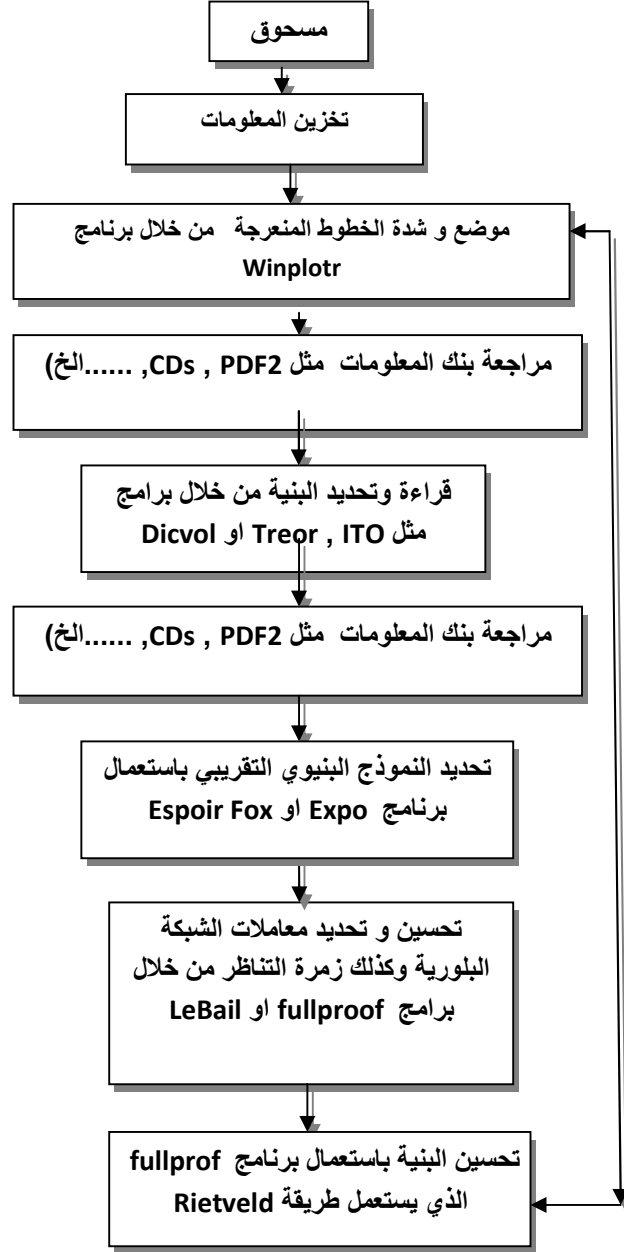 مسحوق
تخزين المعلومات
موضع و شدة الخطوط المنعرجة من خلال برنامج
Winplotr
مراجعة بنك المعلومات مثل CDs , PDF2, ......الخ)
قراءة وتحديد البنية من خلال برامج
مثل Treor , ITO او Dicvol
مراجعة بنك المعلومات مثل CDs , PDF2, ......الخ)
تحديد النموذج البنيوي التقريبي باستعمال
برنامج Expo او Espoir Fox
تحسين و تحديد معاملات الشبكة
البلورية وكذلك زمرة التناظر من خلال
برامج fullproof او LeBail
تحسين البنية باستعمال برنامج fullprof
الذي يستعمل طريقة Rietveld